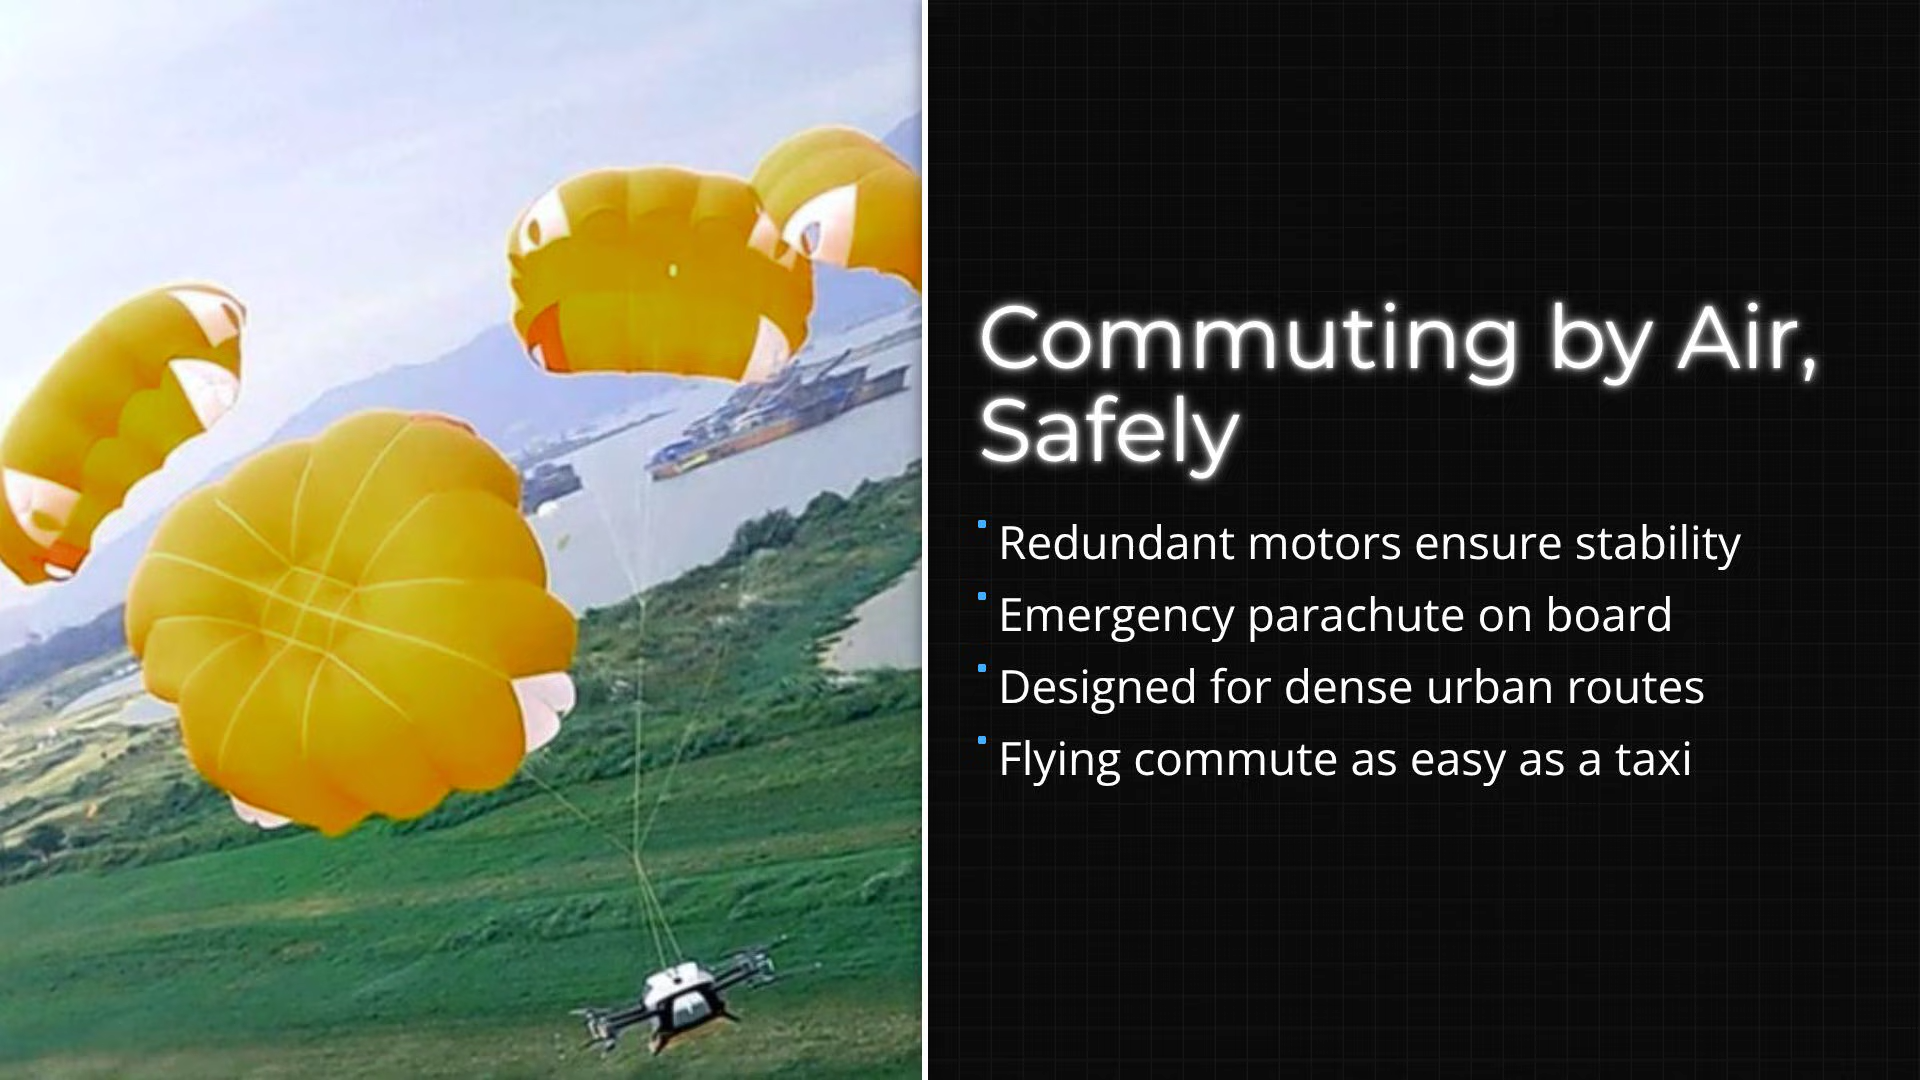 Commuting by Air,
Safely
Redundant motors ensure stability
Emergency parachute on board
Designed for dense urban routes
Flying commute as easy as a taxi